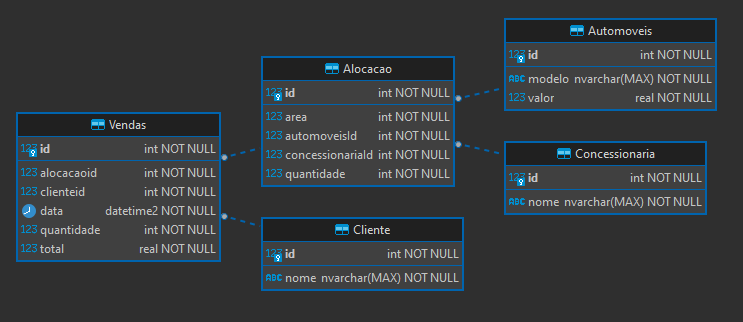 Vendas
123 id int NOT NULL
123 alocacaoid int NOT NULL
123 clienteid int NOT NULL
data datetime2 NOT NULL
123 quantidade int NOT NULL
123 total real NOT NULL
Alocacao
123 id int NOT NULL
123 area int NOT NULL
123 automoveisId int NOT NULL
123 concessionariaId int NOT NULL
123 quantidade int NOT NULL
Cliente
123 id int NOT NULL
ABC nome nvarchar(MAX) NOT NULL
Automoveis
123 id int NOT NULL
ABC modelo nvarchar(MAX) NOT NULL
123 valor real NOT NULL
Concessionaria
123 id int NOT NULL
ABC nome nvarchar(MAX) NOT NULL